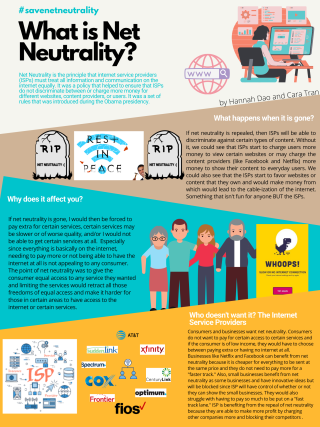 #savenetneutrality
What is Net
Neutrality?
Net Neutrality is the principle that Internet service providers
(ISPs) must treat all information and communication on the
internet equally. It was a policy that helped to ensure that ISPs
do not discriminate between or charge more money for
different websites, content providers, or users. It was a set of
rules that was introduced during the Obama presidency.
WWW
by Hannah Dao and Cara Tran
What happens when it is gone?
If net neutrality is repealed, then ISPs will be able to
discriminate against certain types of content. Without
it we could see that ISPs start to charge users more
money to view certain websites or may charge the
content providers (like Facebook and Netflix) more
money to show their content to everyday users. We
could also see that the ISPs start to favor websites or
content that they own and would make money from
which would lead to the cable-ization of the internet.
Something that isn't fun for anyone BUT the ISPs.
RIP
NET NEUTRALITY
REST
IN
PEACE
RIP
NET NEUTRALITY
Why does it affect you?
If net neutrality is gone, I would then be forced to
pay extra for certain services, certain services may
be slower or of worse quality, and/or I would not
be able to get certain services at all. Especially
since everything is basically on the internet,
needing to pay more or not being able to have the
internet at all is not appealing to any consumer.
The point of net neutrality was to give the
consumer equal access to any service they wanted
and limiting the services would retract all those
freedoms of equal access and make it harder for
those in certain areas to have access to the
internet or certain services.
WHOOPS!
Who doesn't want it? The Internet
Service Providers
Consumers and businesses want net neutrality. Consumers
do not want to pay for certain access to certain services and
if the consumer is of low income, they would have to choose
between paying extra or having no internet at all.
Businesses like Netflix and Facebook can benefit from net
neutrality because it is cheaper for everything to be sent at
the same price and they do not need to pay more for a
"faster track." Also, small businesses benefit from net
neutrality as some businesses and have innovative ideas but
will be blocked since ISP will have control of whether or not
they can show the small businesses. They would also
struggle with having to pay so much to be put on a "fast
track lane." ISP is benefiting from the repeal of net neutrality
because they are able to make more profit by charging
other companies more and blocking their competitors.
ISP
AT&T
suddenlink
xfinity
Spectrum
COX
CenturyLink
Frontier
optimum.
fios